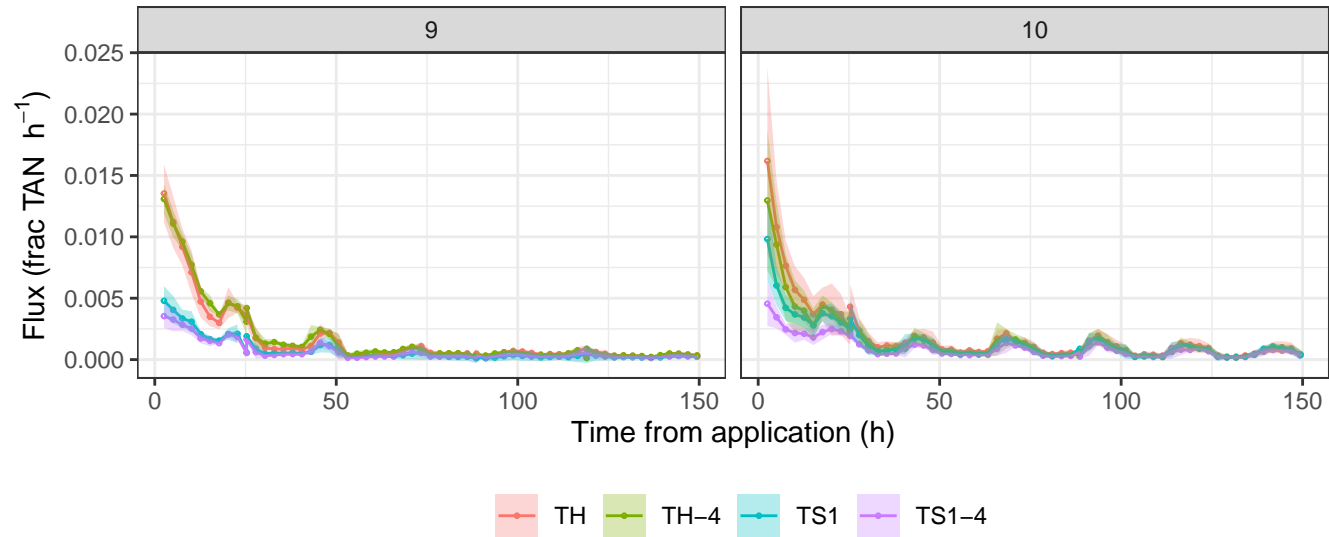 9 10
0.025
0.020
0.015
0.010
0.005
0.000
Flux (frac TAN h⁻¹)
0 50 100 150 0 50 100 150
Time from application (h)
TH TH−4 TS1 TS1−4